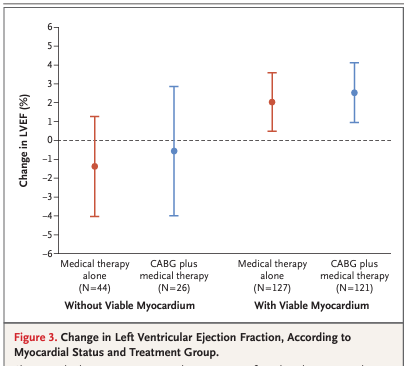 6
5
4
3
2
1
0
–1
–2
–3
–4
–5
–6
Change in LVEF (%)
Medical therapy alone (N=44)
CABG plus medical therapy (N=26)
Medical therapy alone (N=127)
CABG plus medical therapy (N=121)
Without Viable Myocardium
With Viable Myocardium
Figure 3. Change in Left Ventricular Ejection Fraction, According to
Myocardial Status and Treatment Group.